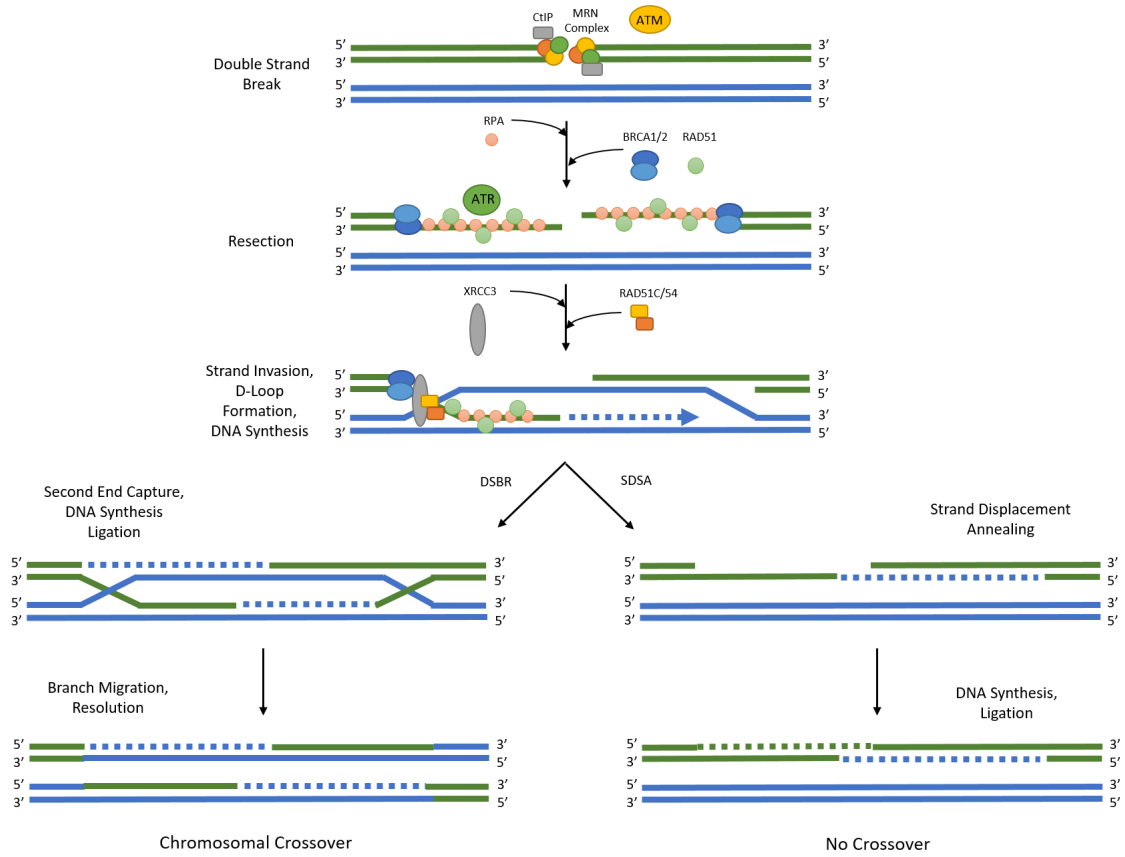 CtIP
MRN
Complex
ATM
5’ 3’
3’ 5’
Double Strand
Break
5’ 3’
3’ 5’
RPA
BRCA1/2 RAD51
ATR
5’ 3’
3’ 5’
Resection
5’ 3’
3’ 5’
XRCC3
RAD51C/54
Strand Invasion,
D-Loop
Formation,
DNA Synthesis
5’ 3’
3’ 5’
5’ 3’
3’ 5’
DSBR SDSA
Second End Capture,
DNA Synthesis
Ligation
5’ 3’
3’ 5’
5’ 3’
3’ 5’
Strand Displacement
Annealing
5’ 3’
3’ 5’
5’ 3’
3’ 5’
Branch Migration,
Resolution
5’ 3’
3’ 5’
5’ 3’
3’ 5’
Chromosomal Crossover
DNA Synthesis,
Ligation
5’ 3’
3’ 5’
5’ 3’
3’ 5’
No Crossover